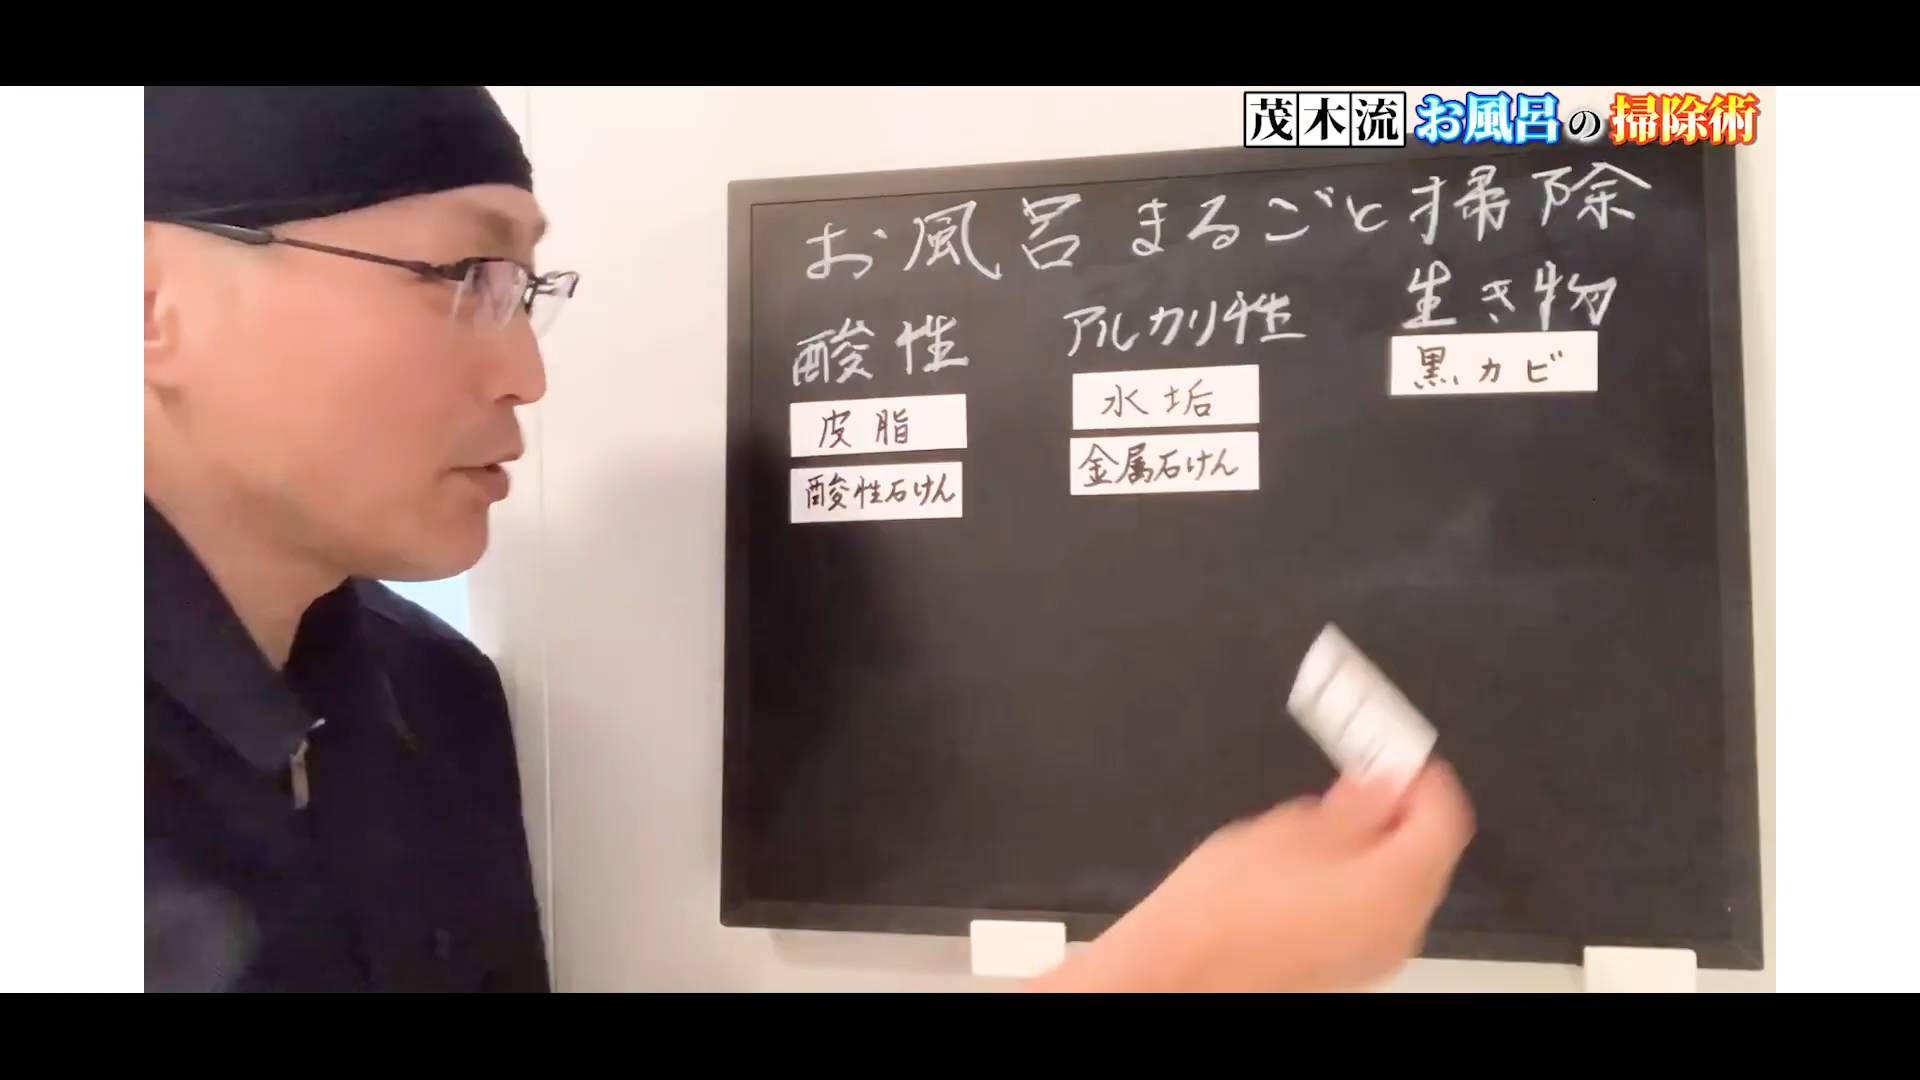 茂木流 お風呂の掃除術
お風呂まるごと掃除
酸性 アルカリ性 生き物
皮脂 水垢 黒カビ
酸性石けん 金属石けん